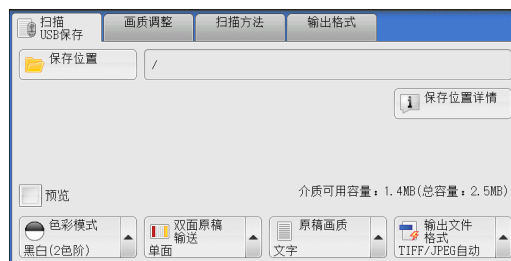 扫描
USB保存
画质调整
扫描方法
输出格式
保存位置
/
保存位置详情
预览
介质可用容量：1.4MB(总容量：2.5MB)
色彩模式
黑白(2色阶)
双面原稿
输送
单面
原稿画质
文字
输出文件
格式
TIFF/JPEG自动